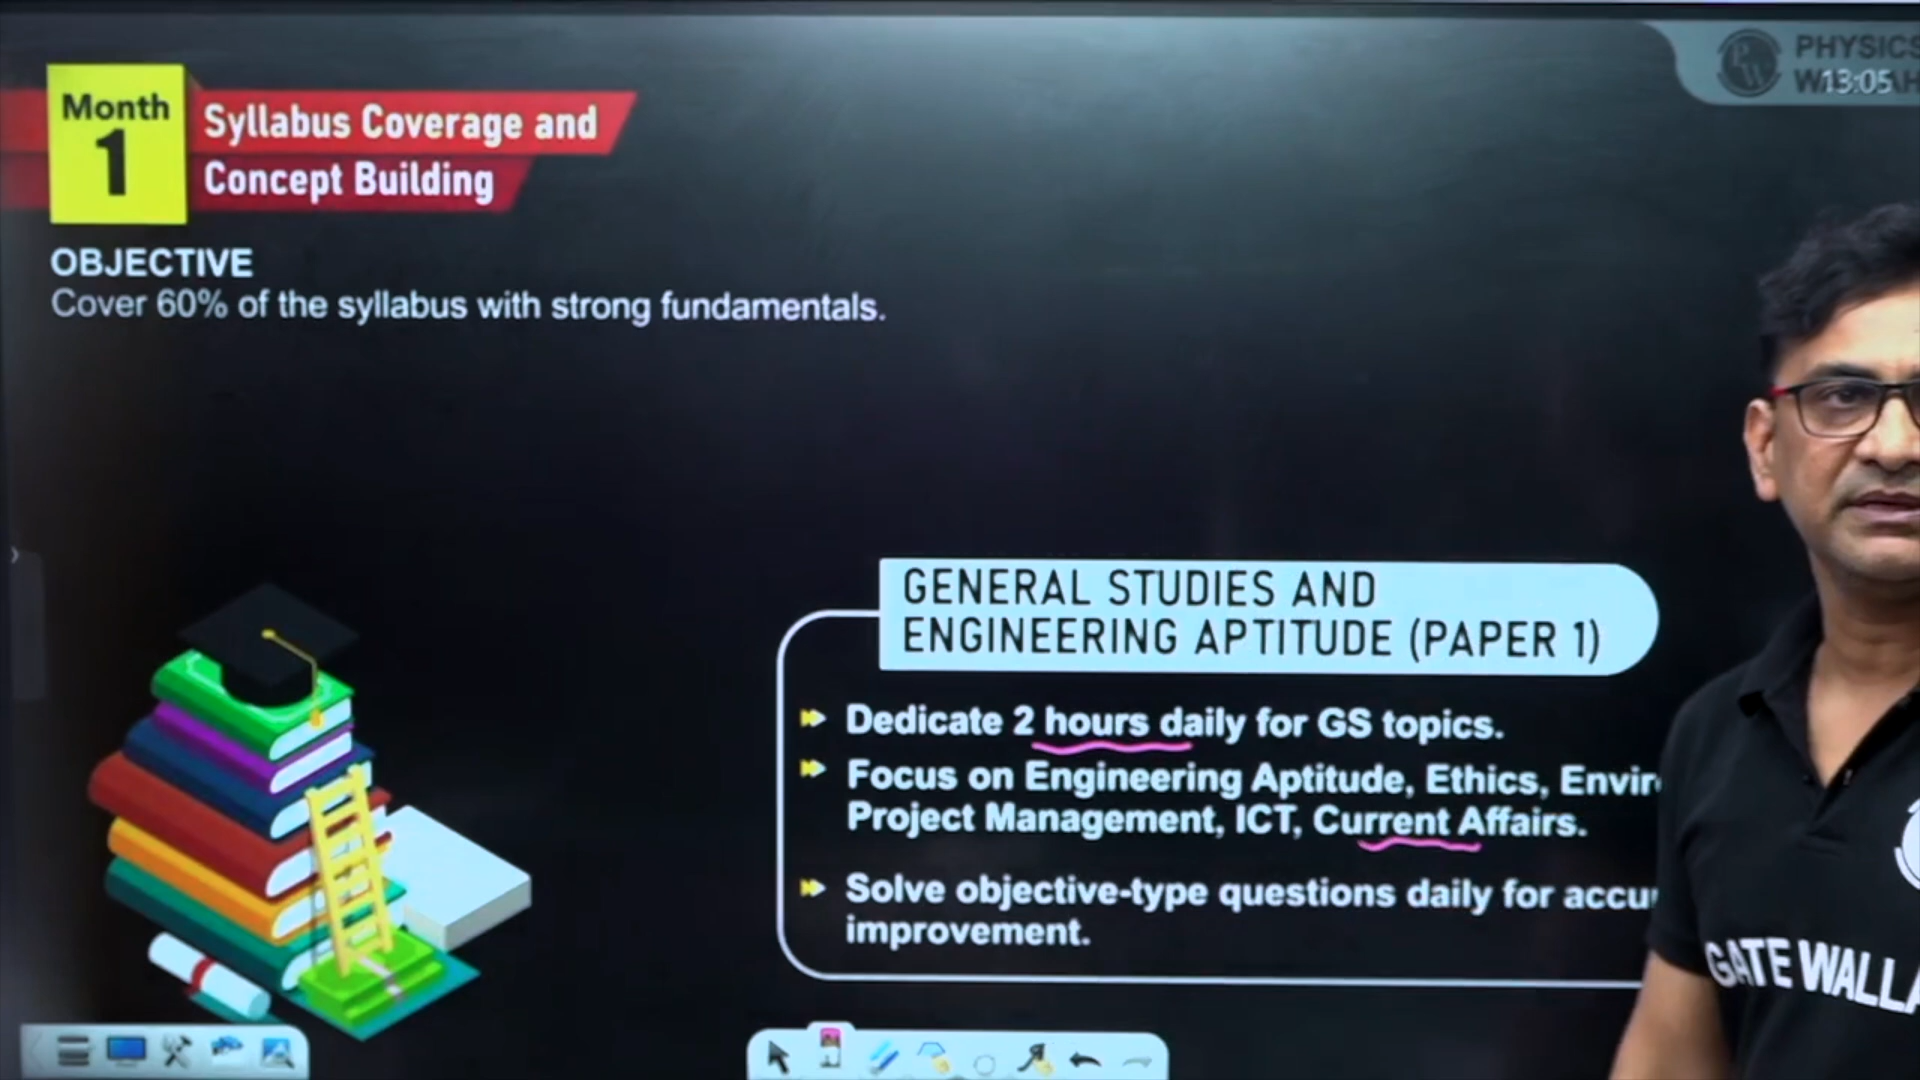 PHYSICS
13:05
Month
1
Syllabus Coverage and
Concept Building
OBJECTIVE
Cover 60% of the syllabus with strong fundamentals.
GENERAL STUDIES AND
ENGINEERING APTITUDE (PAPER 1)
Dedicate 2 hours daily for GS topics.
Focus on Engineering Aptitude, Ethics,
Project Management, ICT, Current Affairs.
Solve objective-type questions daily for
improvement.
GATE